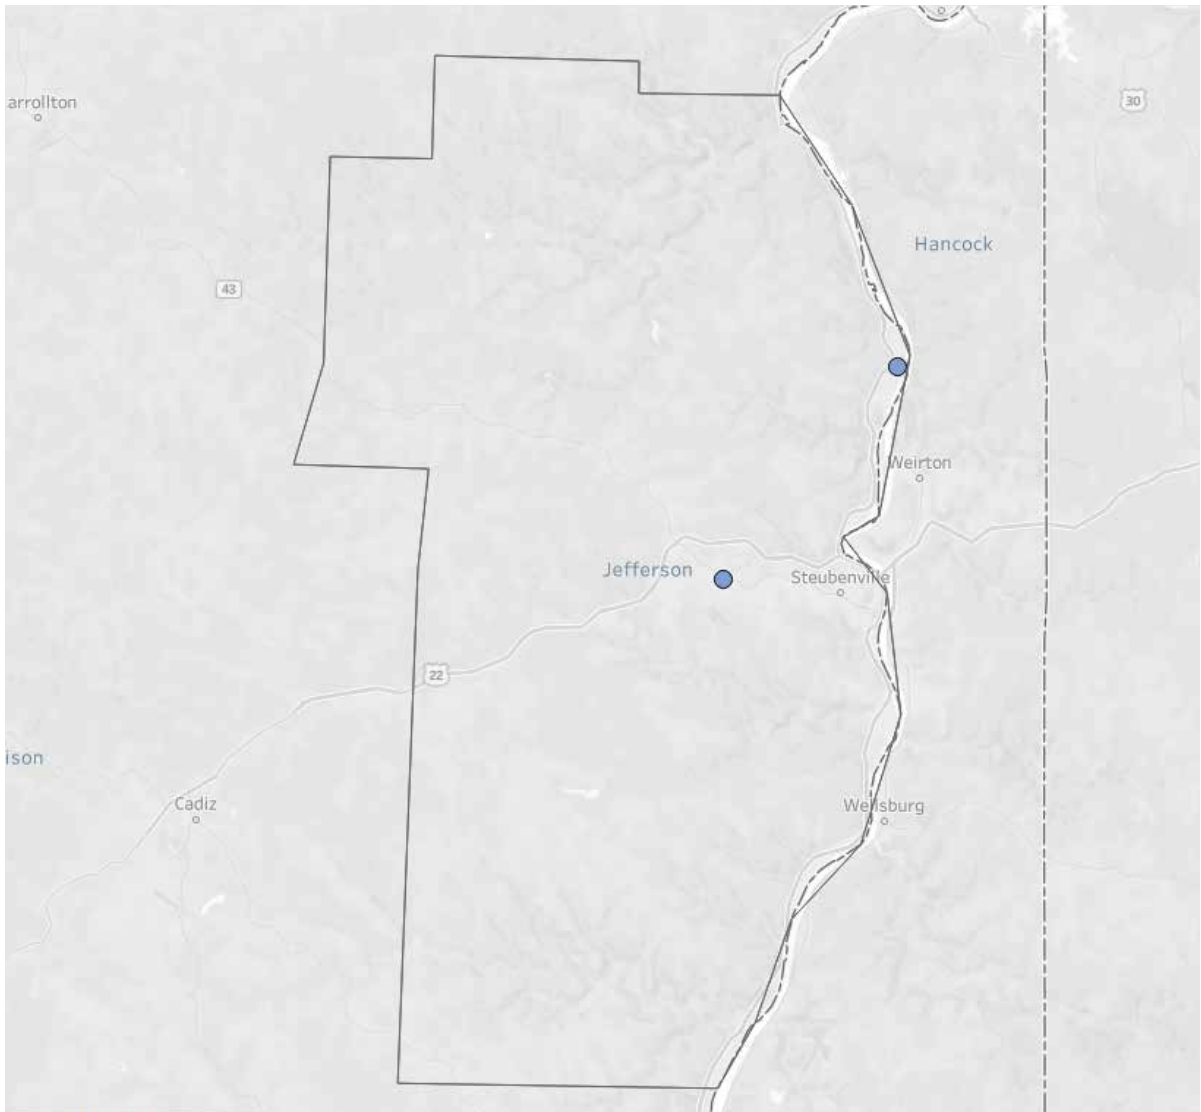 arrollton
30
Hancock
43
Weirton
Jefferson
Steubenville
22
ison
Cadiz
Wellsburg